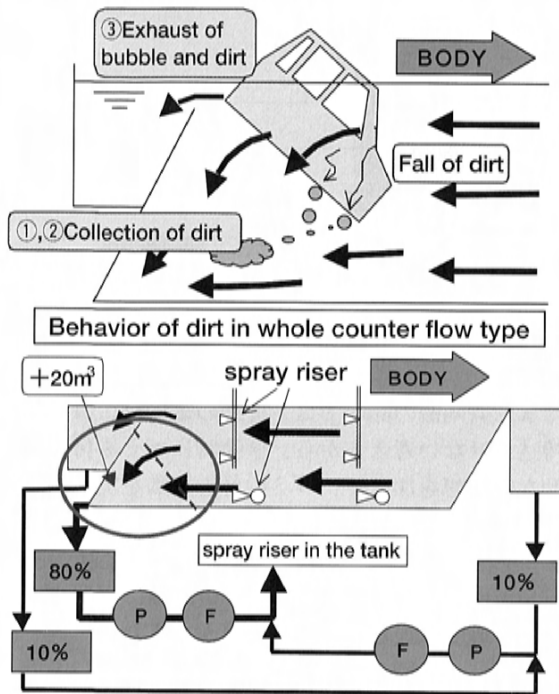 ③Exhaust of
bubble and dirt
BODY
Fall of dirt
①,②Collection of dirt
Behavior of dirt in whole counter flow type
+20m³
spray riser
BODY
spray riser in the tank
80%
10%
P
F
F
P
10%